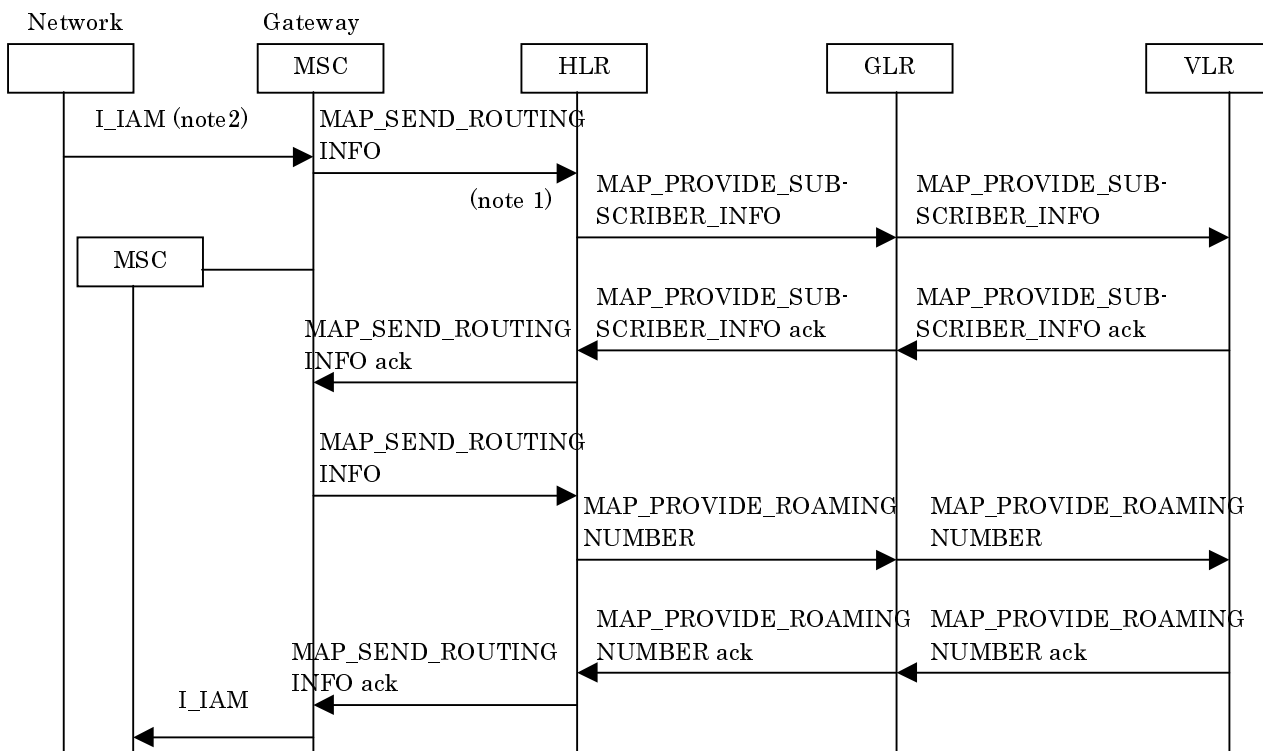 Network
Gateway
MSC
HLR
GLR
VLR
I_IAM (note2)
MAP_SEND_ROUTING
INFO
(note 1)
MAP_PROVIDE_SUB-
SCRIBER_INFO
MAP_PROVIDE_SUB-
SCRIBER_INFO
MSC
MAP_PROVIDE_SUB-
SCRIBER_INFO ack
MAP_PROVIDE_SUB-
SCRIBER_INFO ack
MAP_SEND_ROUTING
INFO ack
MAP_SEND_ROUTING
INFO
MAP_PROVIDE_ROAMING
NUMBER
MAP_PROVIDE_ROAMING
NUMBER
MAP_PROVIDE_ROAMING
NUMBER ack
MAP_PROVIDE_ROAMING
NUMBER ack
MAP_SEND_ROUTING
INFO ack
I_IAM